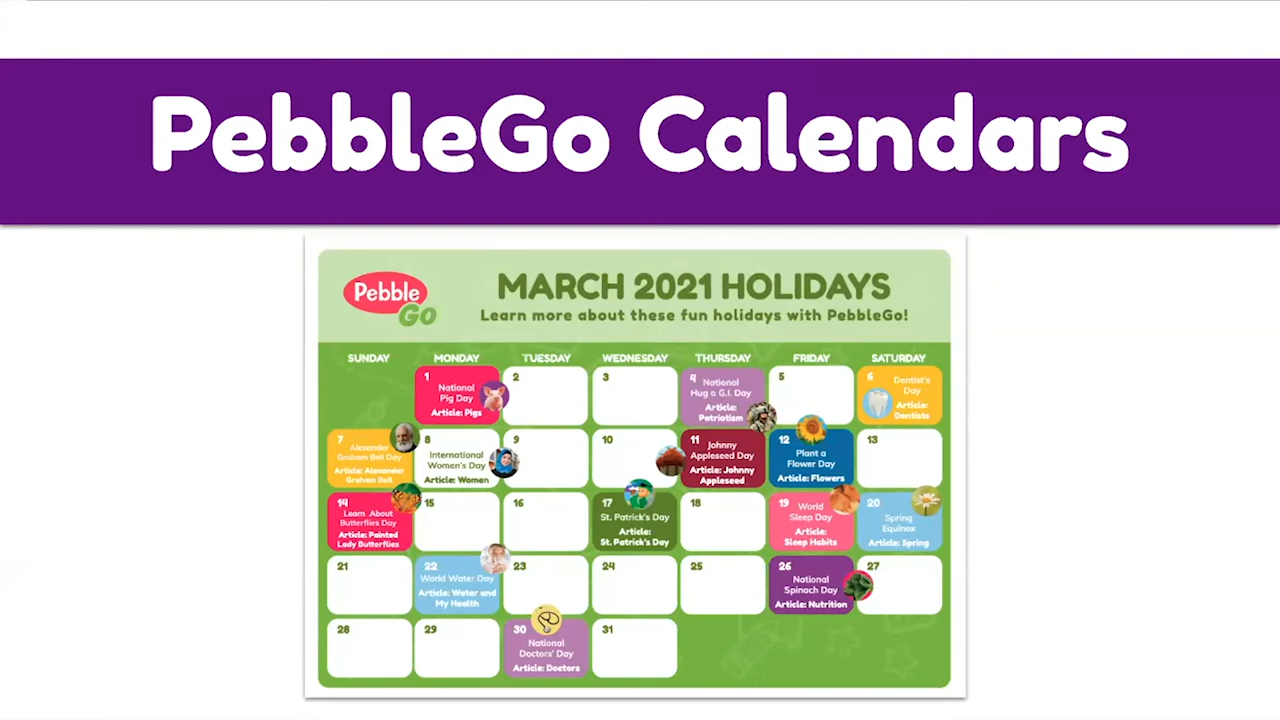 PebbleGo Calendars
Pebble
GO
MARCH 2021 HOLIDAYS
Learn more about these fun holidays with PebbleGo!
SUNDAY MONDAY TUESDAY WEDNESDAY THURSDAY FRIDAY SATURDAY
1
National
Pig Day
Article: Pigs
2
3
4
National
Hug a G.I. Day
Article:
Patriotism
5
6
Dentist's
Day
Article:
Dentists
7
Alexander
Graham Bell Day
Article: Alexander
Graham Bell
8
International
Women's Day
Article: Women
9
10
11
Johnny
Appleseed Day
Article: Johnny
Appleseed
12
Plant a
Flower Day
Article: Flowers
13
14
Learn About
Butterflies Day
Article: Painted
Lady Butterflies
15
16
17
St. Patrick's Day
Article:
St. Patrick's Day
18
19
World
Sleep Day
Article:
Sleep Habits
20
Spring
Equinox
Article: Spring
21
22
World Water Day
Article: Water and
My Health
23
24
25
26
National
Spinach Day
Article: Nutrition
27
28
29
30
National
Doctors' Day
Article: Doctors
31